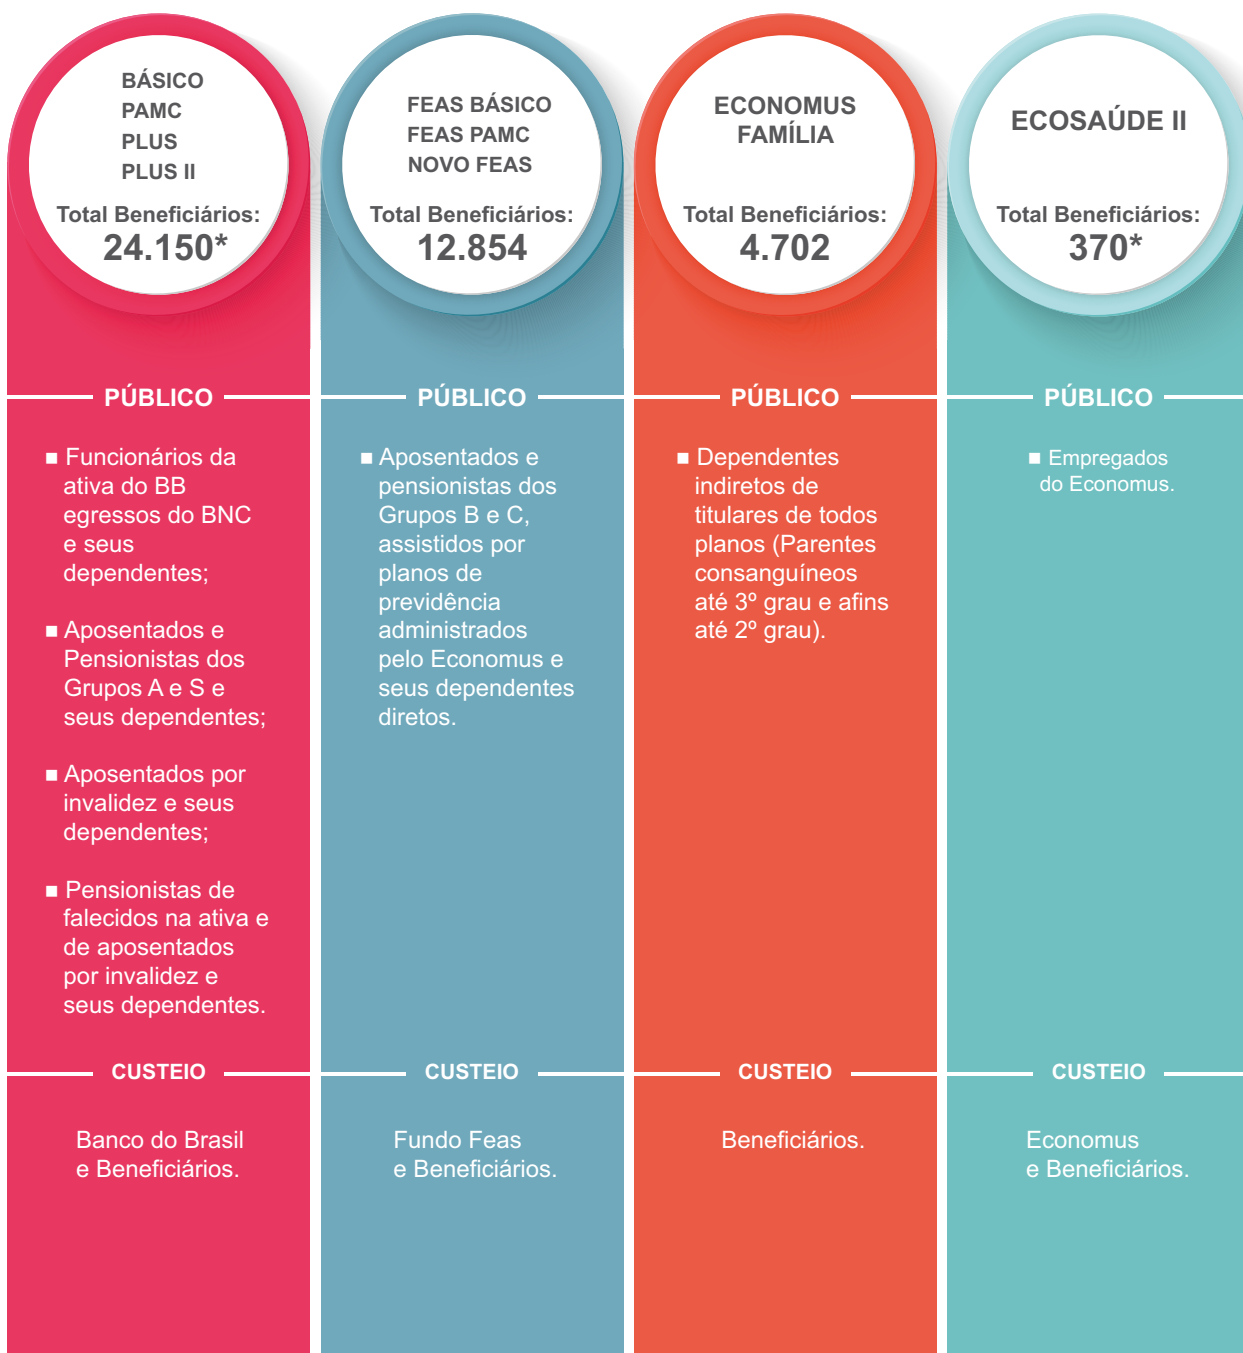 BÁSICO
PAMC
PLUS
PLUS II
Total Beneficiários:
24.150*
PÚBLICO
■ Funcionários da
ativa do BB
egressos do BNC
e seus
dependentes;
■ Aposentados e
Pensionistas dos
Grupos A e S e
seus dependentes;
■ Aposentados por
invalidez e seus
dependentes;
■ Pensionistas de
falecidos na ativa e
de aposentados
por invalidez e
seus dependentes.
CUSTEIO
Banco do Brasil
e Beneficiários.
FEAS BÁSICO
FEAS PAMC
NOVO FEAS
Total Beneficiários:
12.854
PÚBLICO
■ Aposentados e
pensionistas dos
Grupos B e C,
assistidos por
planos de
previdência
administrados
pelo Economus e
seus dependentes
diretos.
CUSTEIO
Fundo Feas
e Beneficiários.
ECONOMUS
FAMÍLIA
Total Beneficiários:
4.702
PÚBLICO
■ Dependentes
indiretos de
titulares de todos
planos (Parentes
consanguíneos
até 3º grau e afins
até 2º grau).
CUSTEIO
Beneficiários.
ECOSAÚDE II
Total Beneficiários:
370*
PÚBLICO
■ Empregados
do Economus.
CUSTEIO
Economus
e Beneficiários.